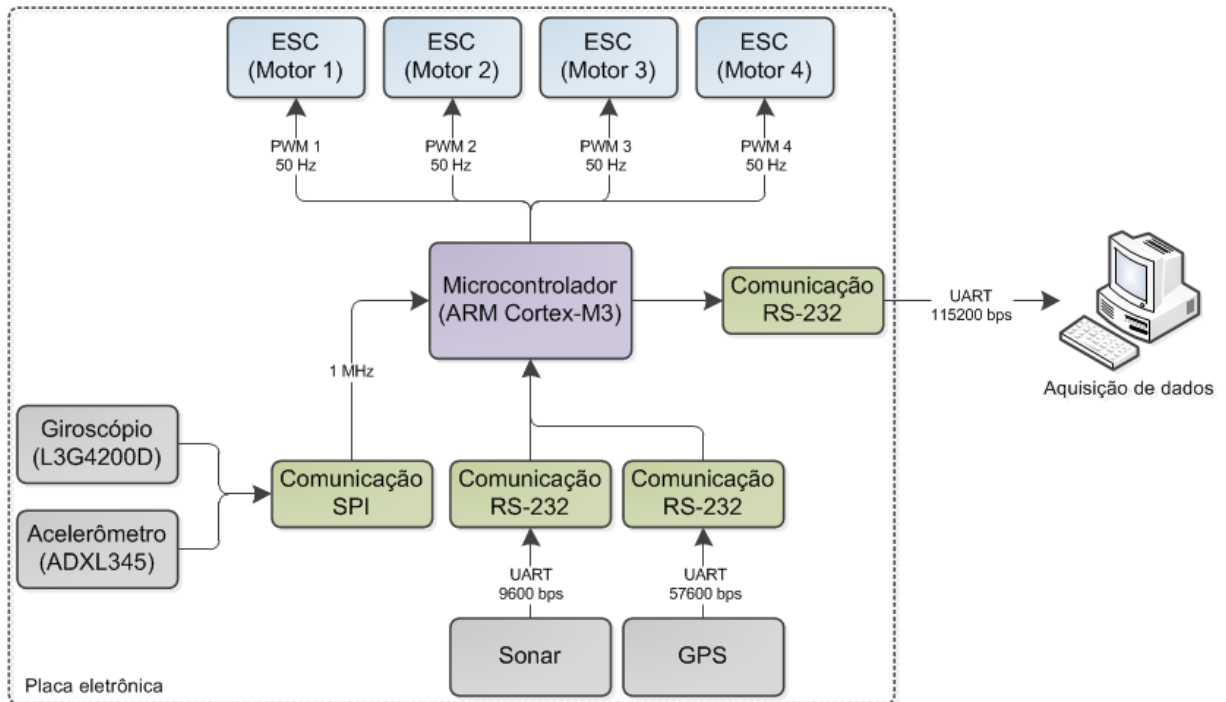 ESC
(Motor 1)
ESC
(Motor 2)
ESC
(Motor 3)
ESC
(Motor 4)
PWM 1
50 Hz
PWM 2
50 Hz
PWM 3
50 Hz
PWM 4
50 Hz
Microcontrolador
(ARM Cortex-M3)
Comunicação
RS-232
UART
115200 bps
Aquisição de dados
1 MHz
Giroscópio
(L3G4200D)
Acelerômetro
(ADXL345)
Comunicação
SPI
Comunicação
RS-232
Comunicação
RS-232
UART
9600 bps
UART
57600 bps
Sonar
GPS
Placa eletrônica